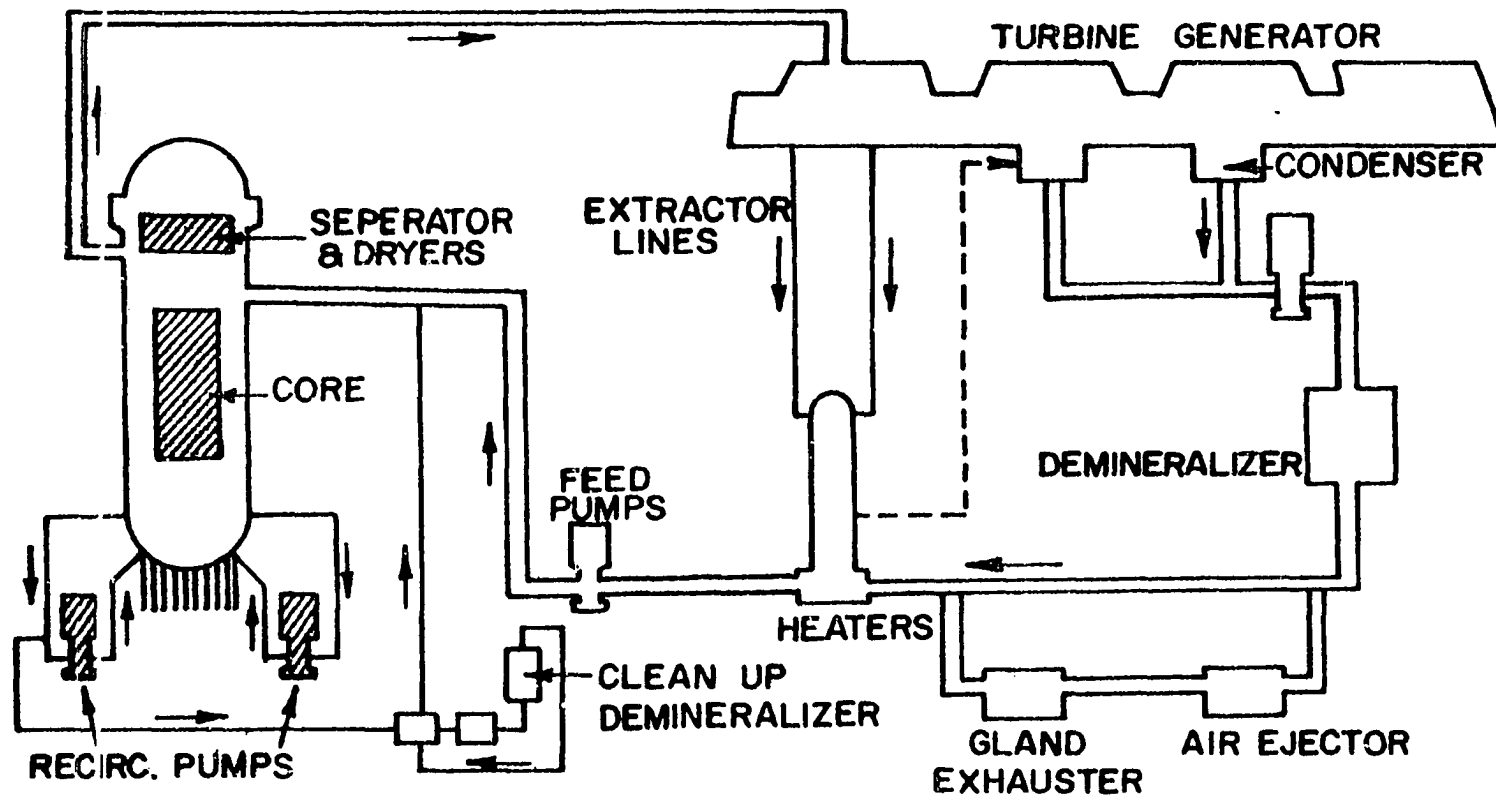 TURBINE GENERATOR
CONDENSER
SEPERATOR
& DRYERS
EXTRACTOR
LINES
CORE
DEMINERALIZER
FEED
PUMPS
HEATERS
CLEAN UP
DEMINERALIZER
RECIRC. PUMPS
GLAND
EXHAUSTER
AIR EJECTOR